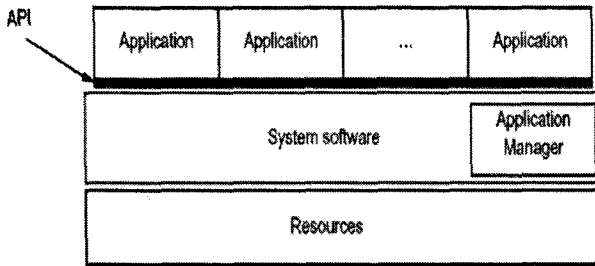 API
Application
Application
...
Application
System software
Application
Manager
Resources